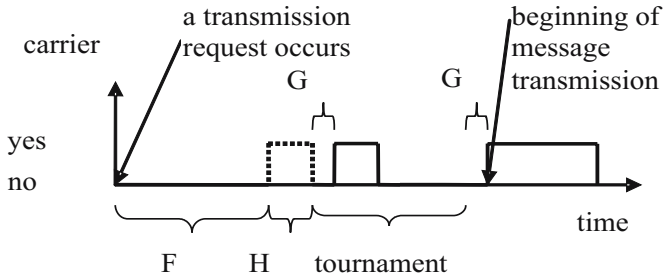 a transmission
request occurs
beginning of
message
transmission
carrier
G
G
yes
no
time
F
H
tournament